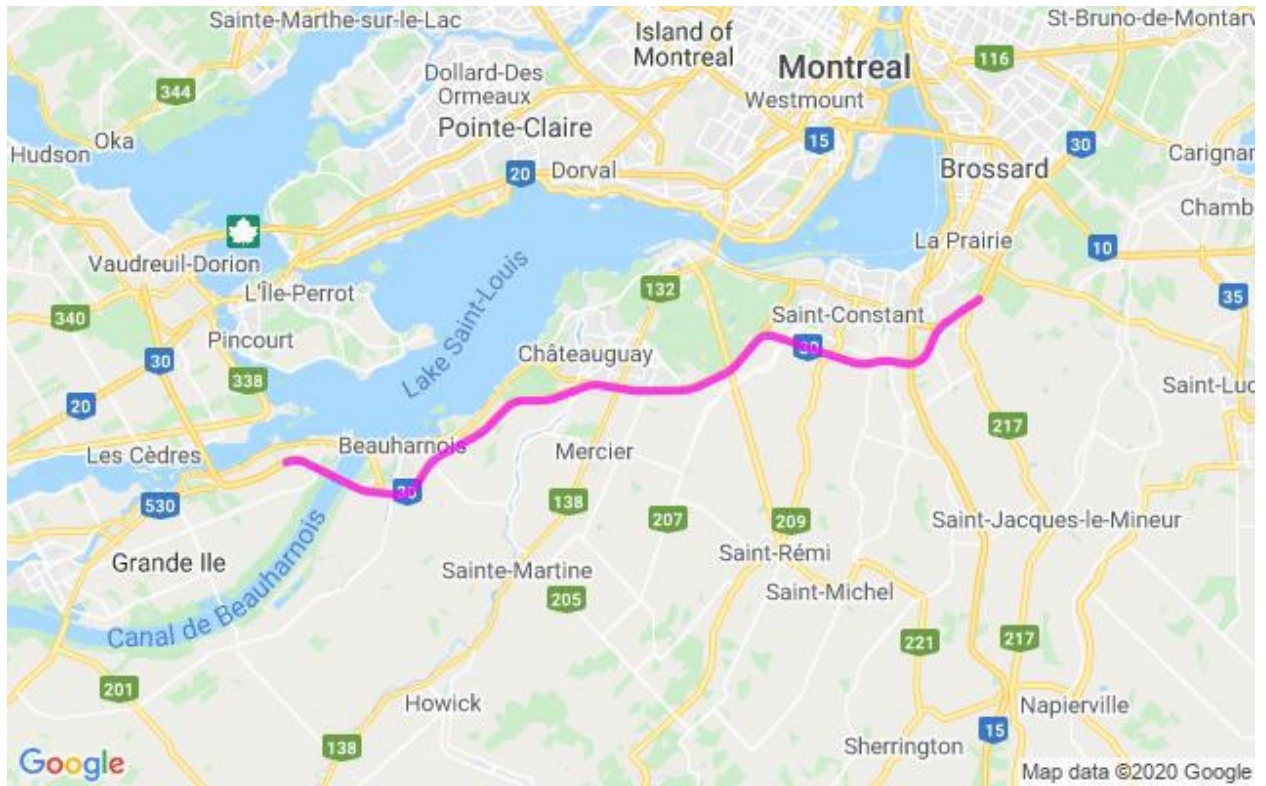 Sainte-Marthe-sur-le-Lac
Island of
Montreal
St-Bruno-de-Montarv
116
Montreal
344
Dollard-Des
Ormeaux
Westmount
Pointe-Claire
15
30
Oka
Hudson
Carignar
20
Dorval
Brossard
Chamb
La Prairie
10
Vaudreuil-Dorion
L'Île-Perrot
132
35
340
Lake Saint-Louis
Saint-Constant
Pincourt
30
30
Châteauguay
338
20
Saint-Luc
217
Beauharnois
Mercier
Les Cèdres
30
530
138
207
209
Saint-Jacques-le-Mineur
Grande Ile
Canal de Beauharnois
Sainte-Martine
Saint-Rémi
205
Saint-Michel
221
217
201
Howick
Napierville
15
138
Sherrington
Google
Map data ©2020 Google